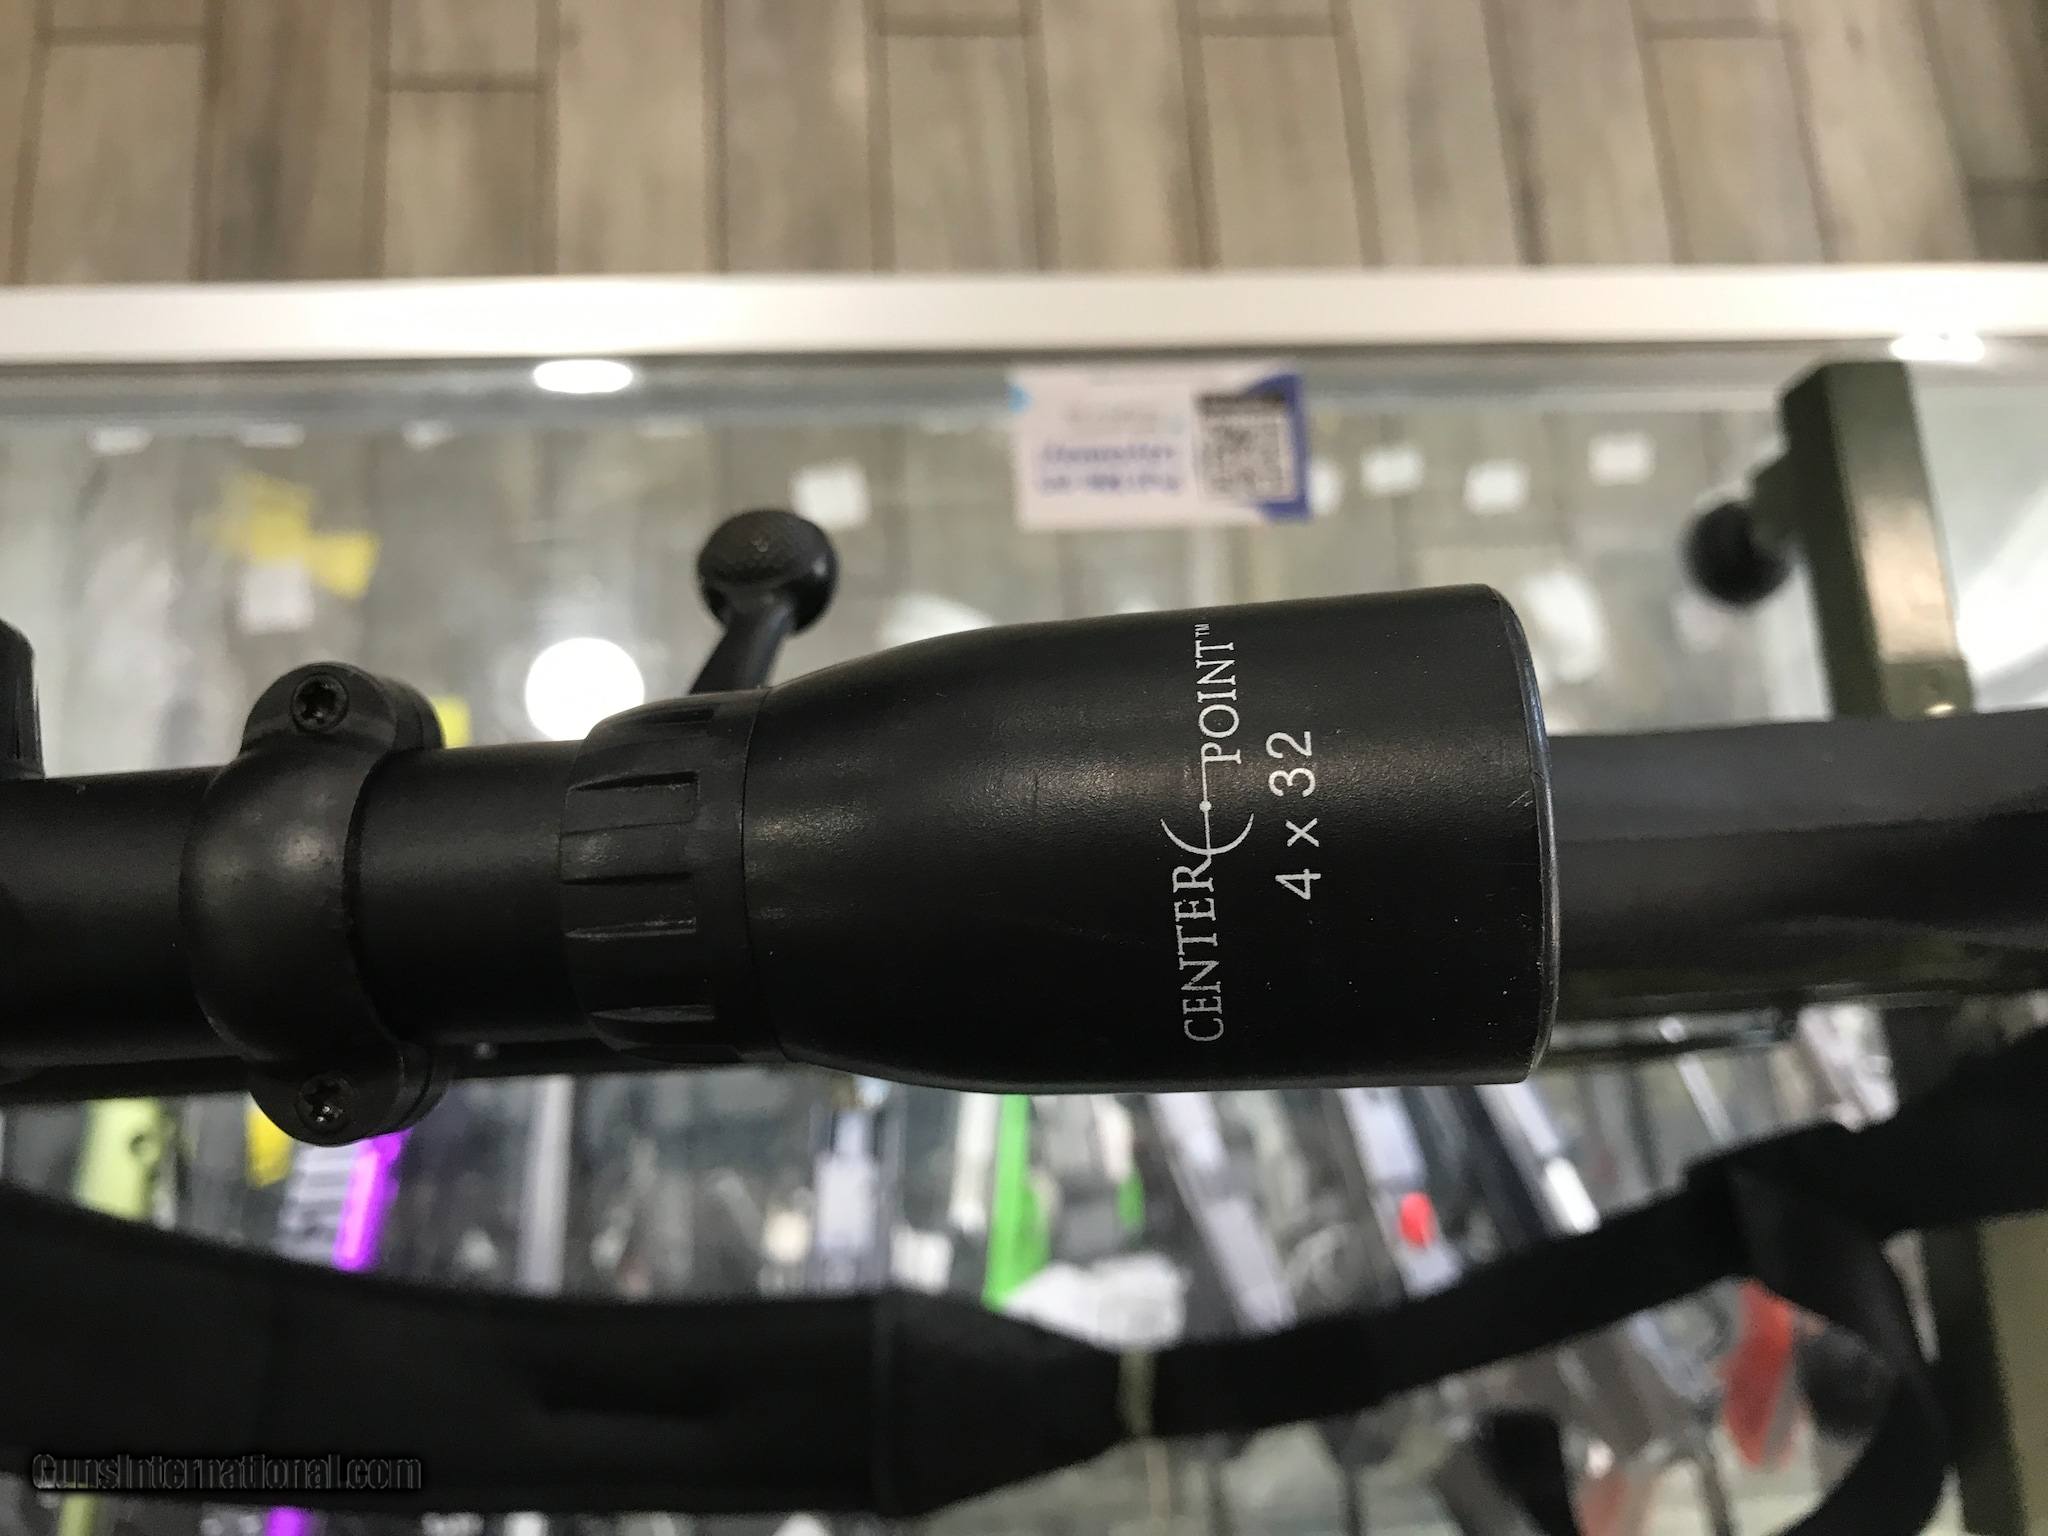 CENTER POINT™
4 x 32
GunsInternational.com